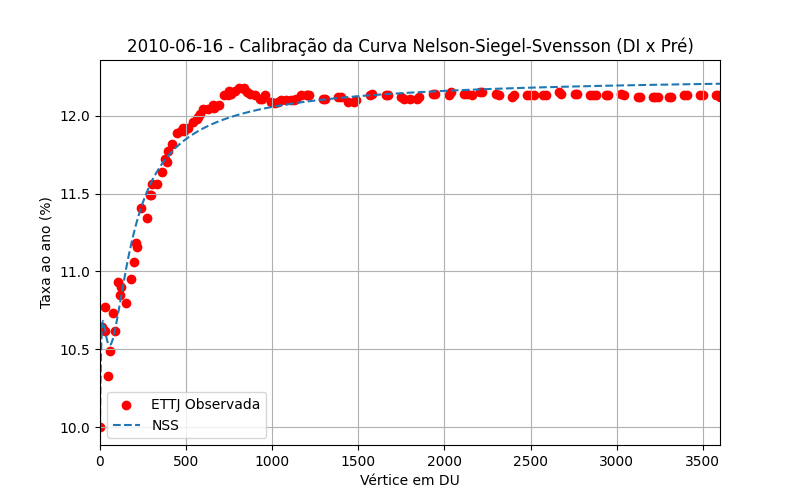 2010-06-16 - Calibração da Curva Nelson-Siegel-Svensson (DI x Pré)
Taxa ao ano (%)
12.0
11.5
11.0
10.5
10.0
ETTJ Observada
NSS
0 500 1000 1500 2000 2500 3000 3500
Vértice em DU